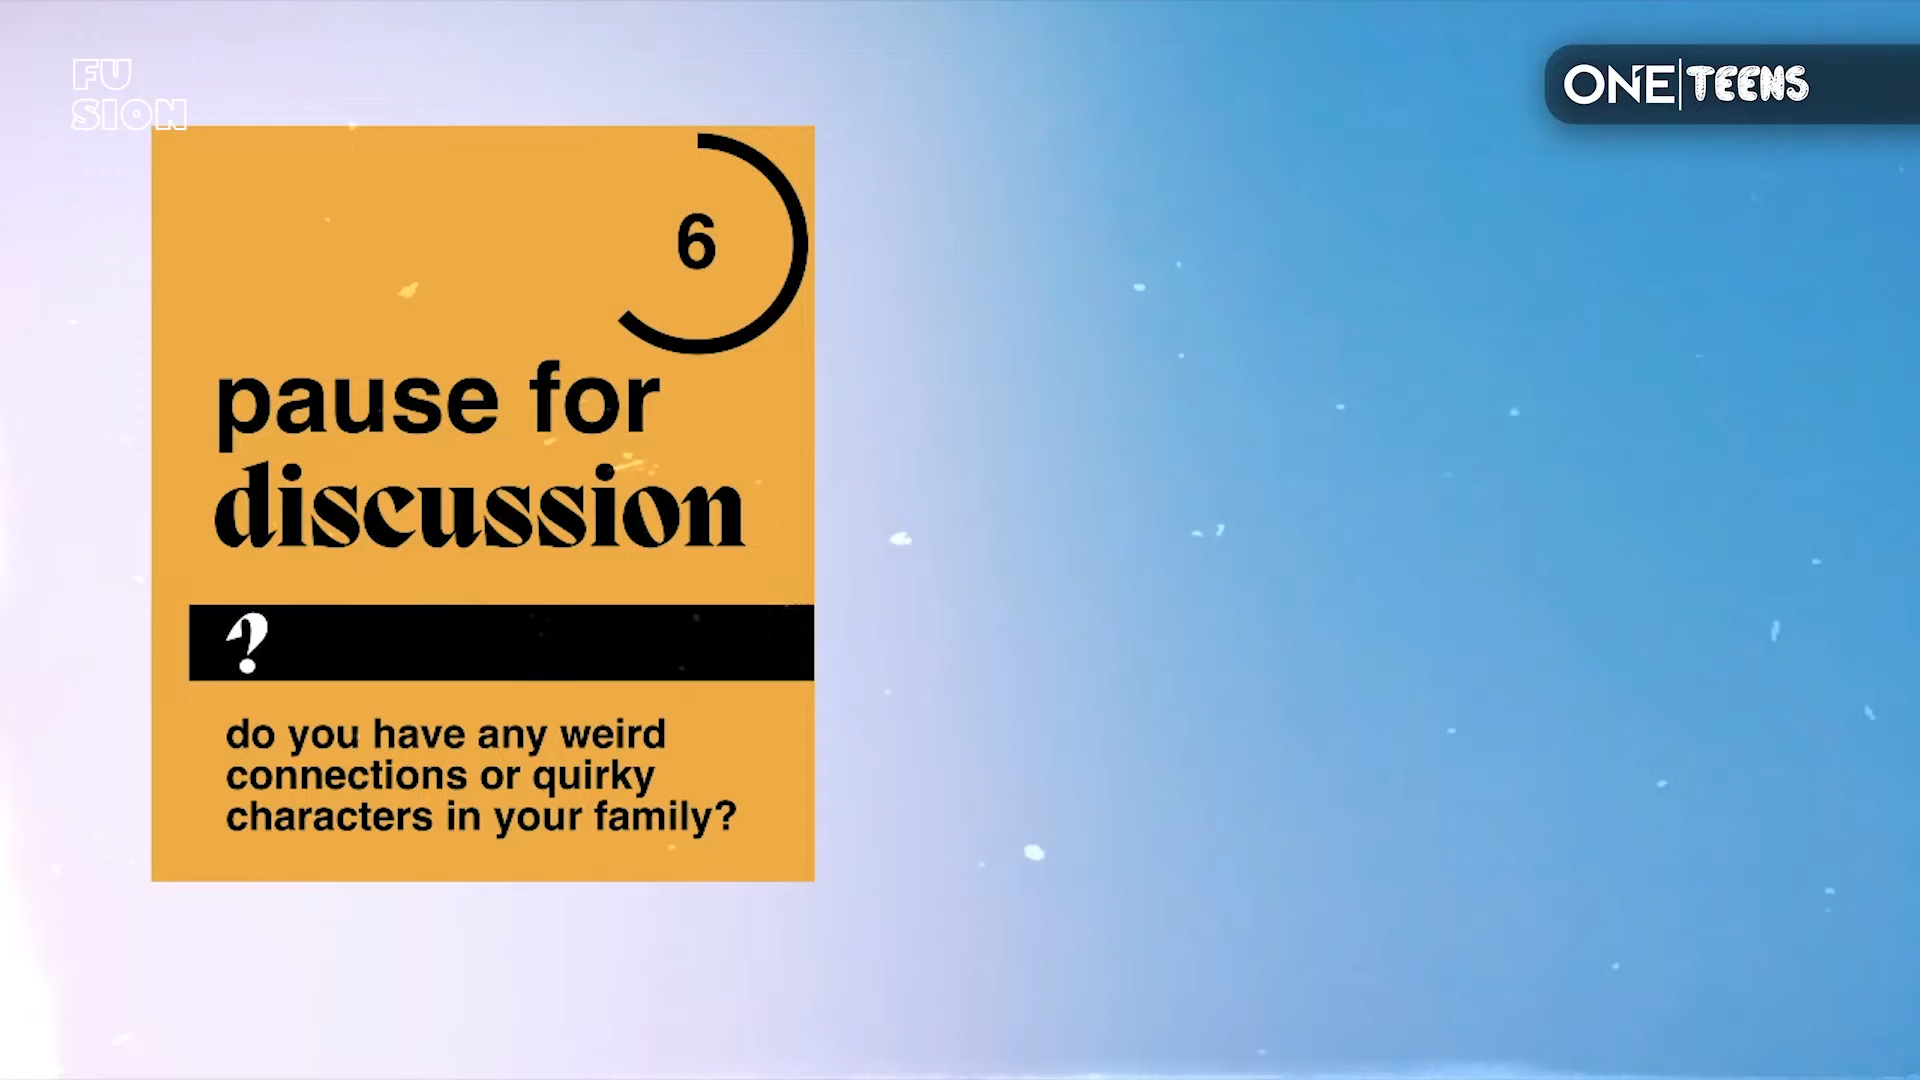 FU
SION
ONE TEENS
6
pause for
discussion
?
do you have any weird
connections or quirky
characters in your family?